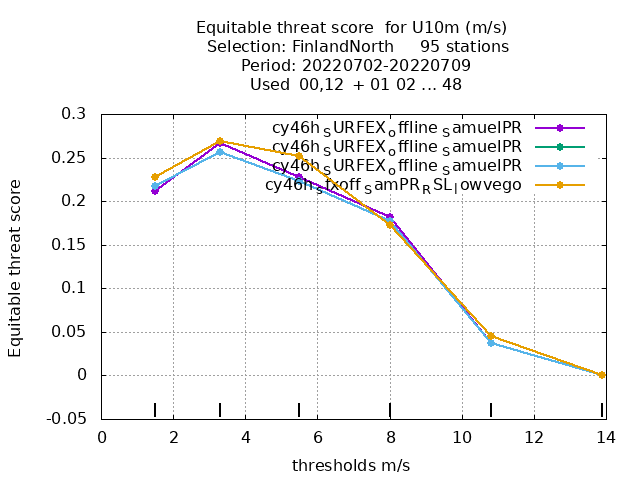 Equitable threat score  for U10m (m/s)
Selection: FinlandNorth     95 stations
Period: 20220702-20220709
Used  00,12  + 01 02 ... 48
0.3
0.25
0.2
0.15
0.1
0.05
0
-0.05
Equitable threat score
cy46h_SURFEX_offline_SamuelPR
cy46h_SURFEX_offline_SamuelPR
cy46h_SURFEX_offline_SamuelPR
cy46h_sfxoff_SamPR_RSL_lowvego
0 2 4 6 8 10 12 14
thresholds m/s